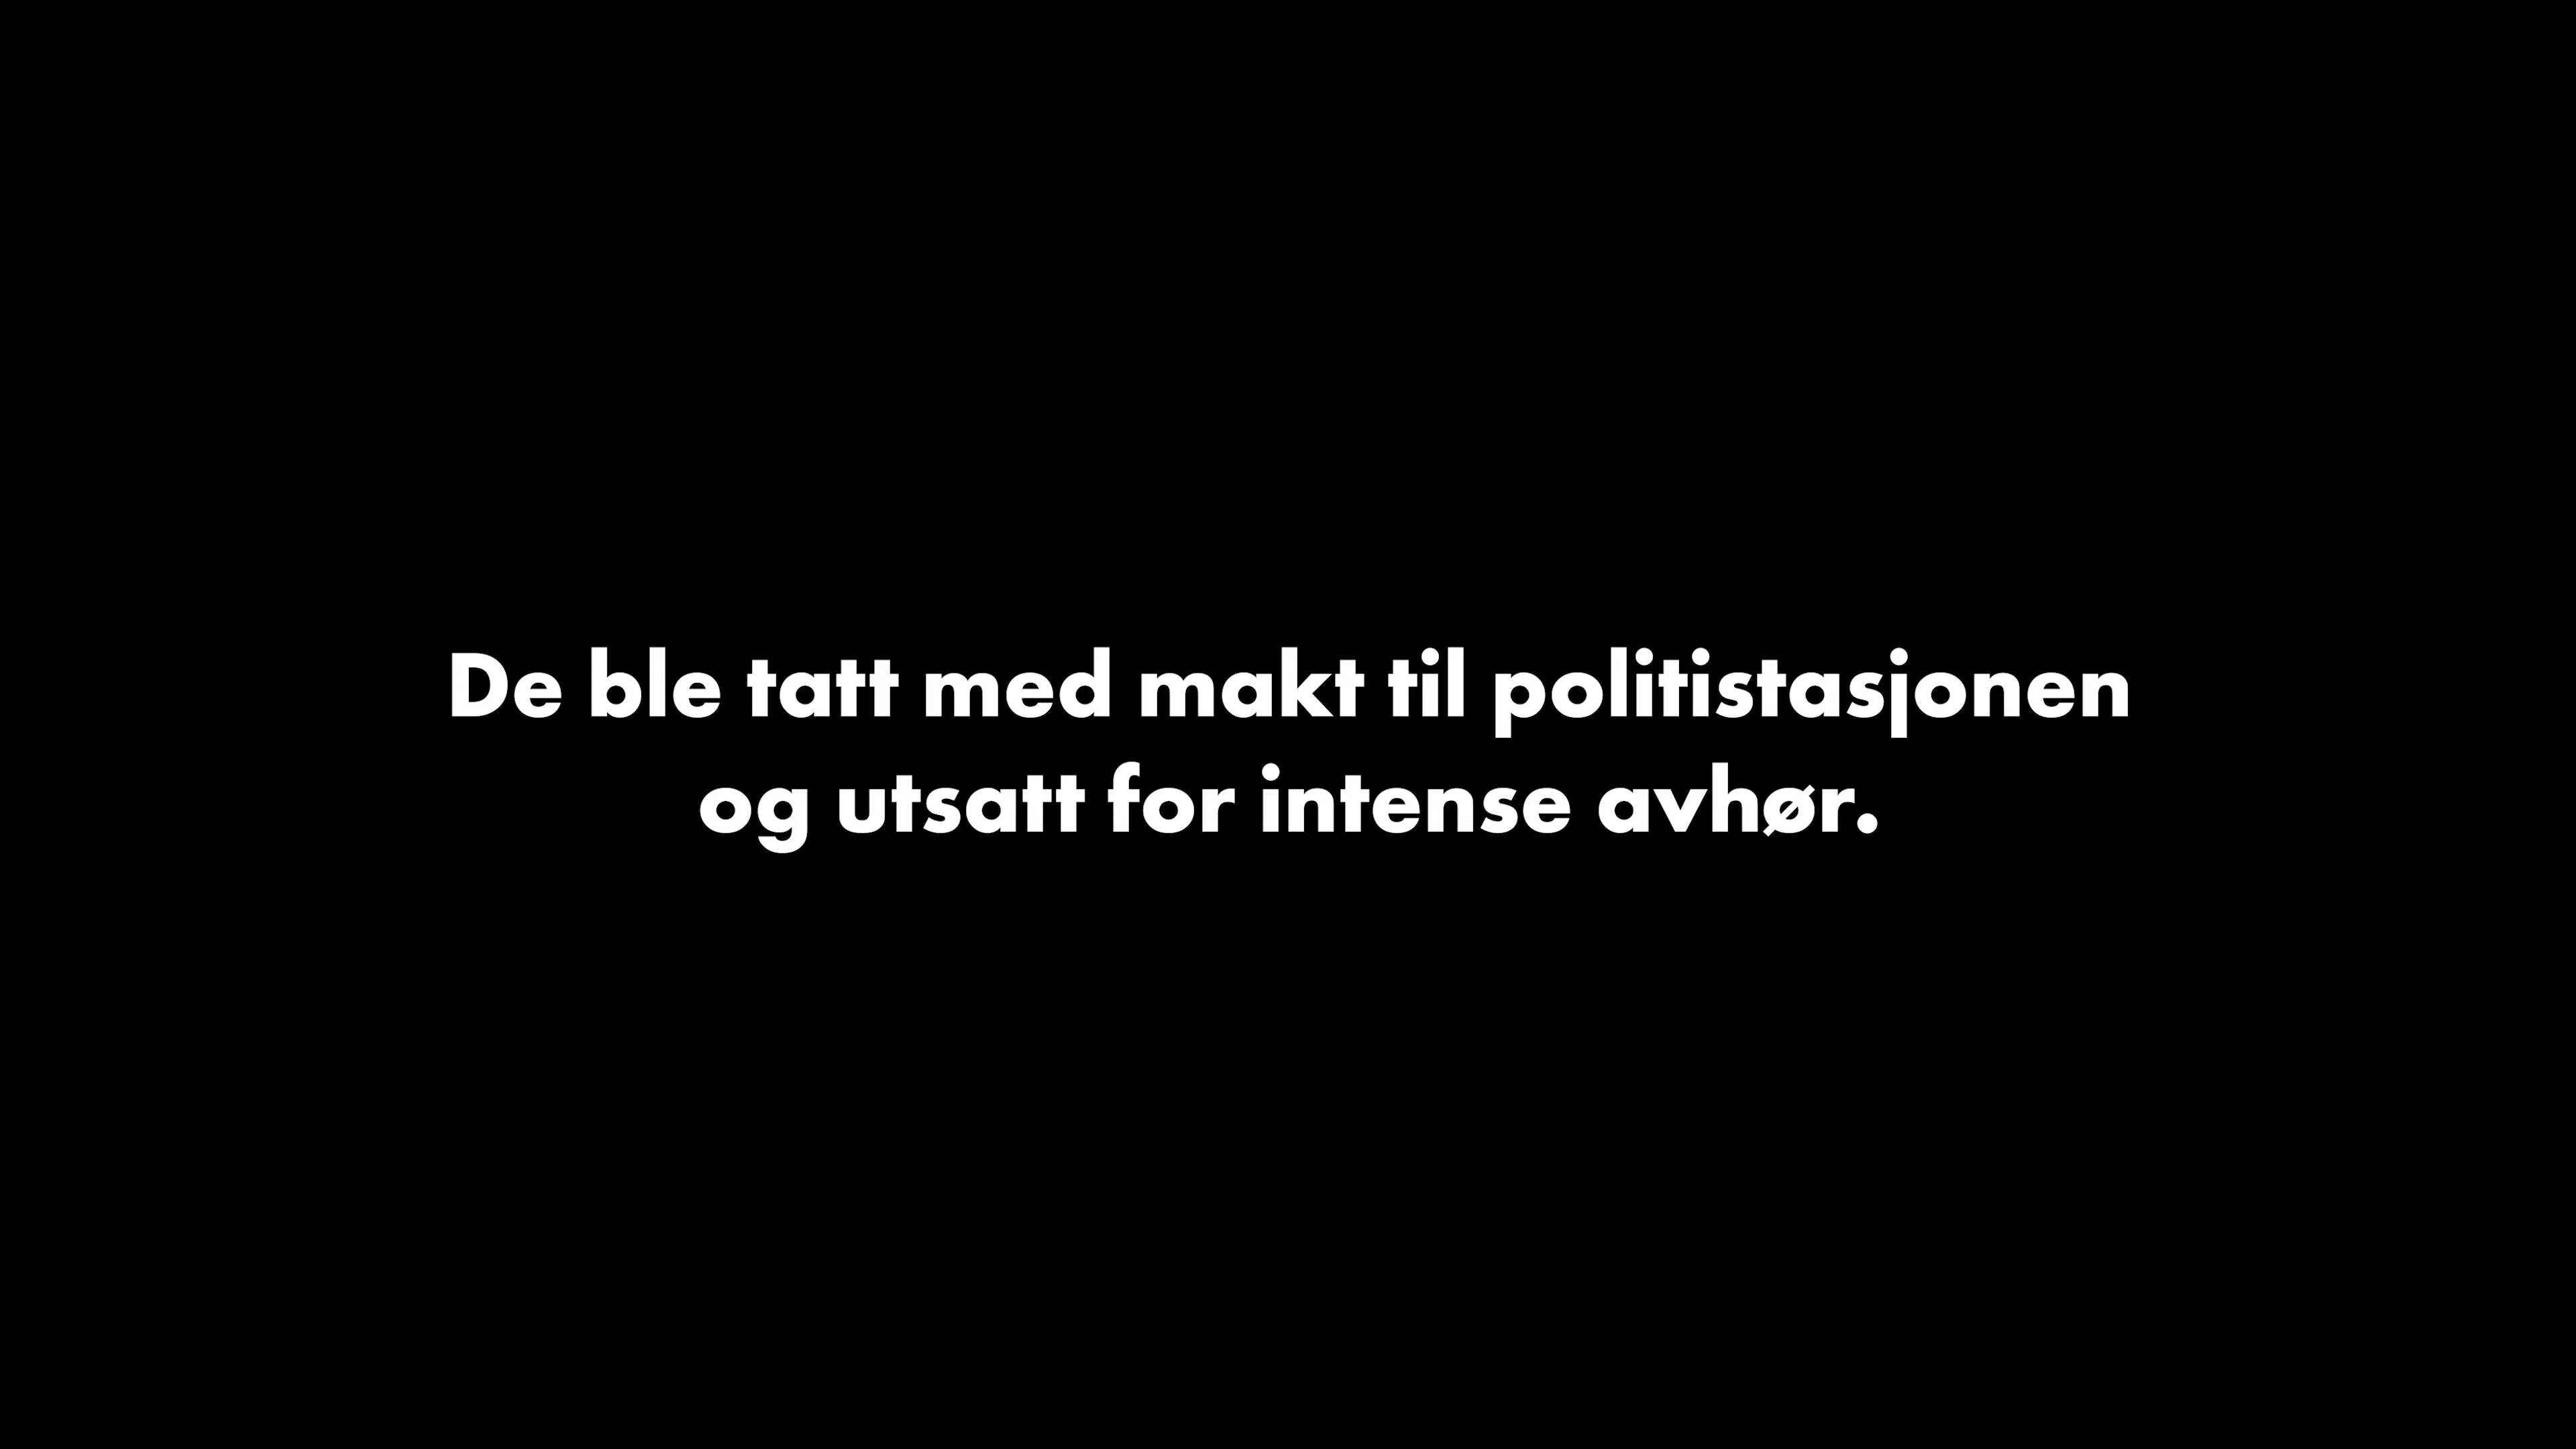 De ble tatt med makt til politistasjonen
og utsatt for intense avhør.